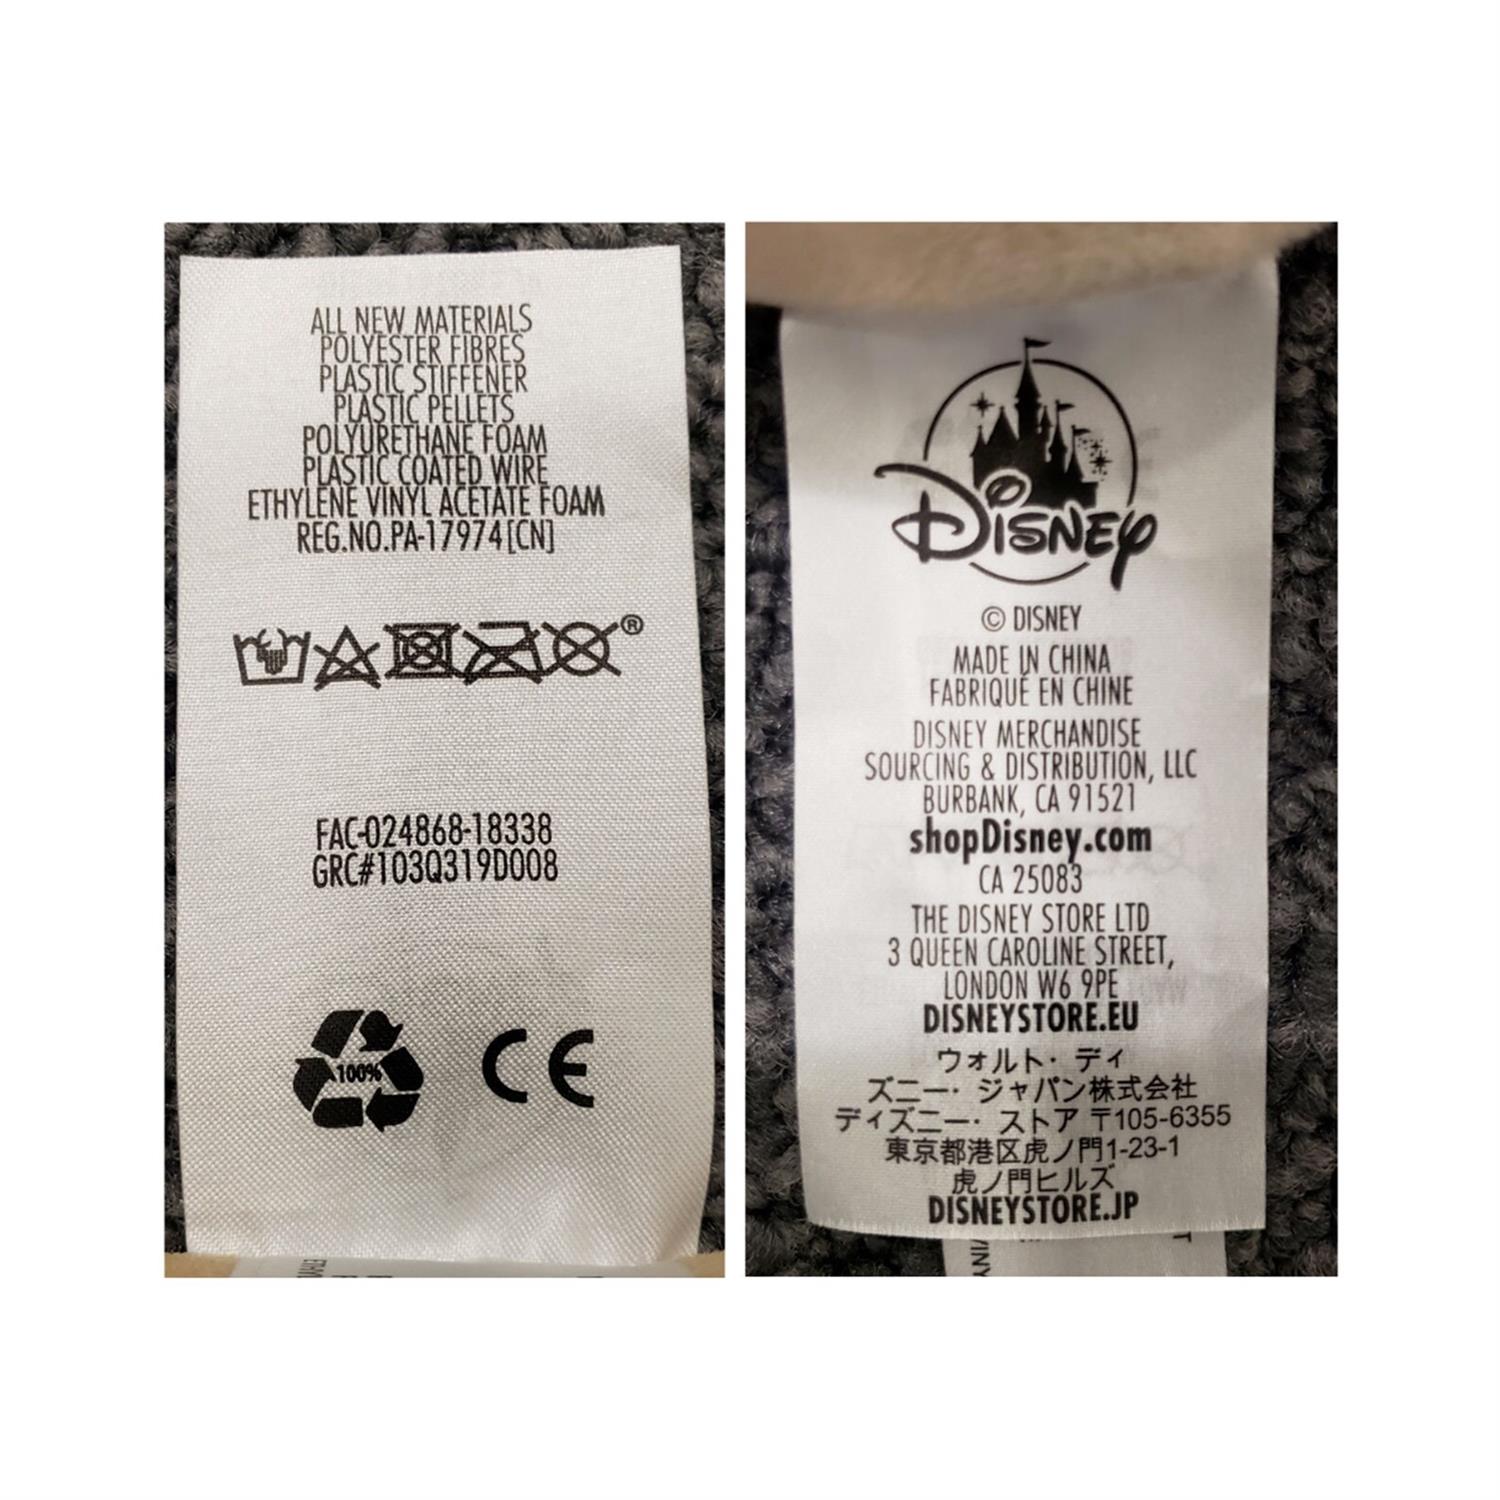 ALL NEW MATERIALS
POLYESTER FIBRES
PLASTIC STIFFENER
PLASTIC PELLETS
POLYURETHANE FOAM
PLASTIC COATED WIRE
ETHYLENE VINYL ACETATE FOAM
REG.NO.PA-17974[CN]
®
FAC-024868-18338
GRC#103Q319D008
100%
CE
DISNEY
© DISNEY
MADE IN CHINA
FABRIQUÉ EN CHINE
DISNEY MERCHANDISE
SOURCING & DISTRIBUTION, LLC
BURBANK, CA 91521
shopDisney.com
CA 25083
THE DISNEY STORE LTD
3 QUEEN CAROLINE STREET,
LONDON W6 9PE
DISNEYSTORE.EU
ウォルト・ディ
ズニー・ジャパン株式会社
ディズニー・ストア 〒105-6355
東京都港区虎ノ門1-23-1
虎ノ門ヒルズ
DISNEYSTORE.JP